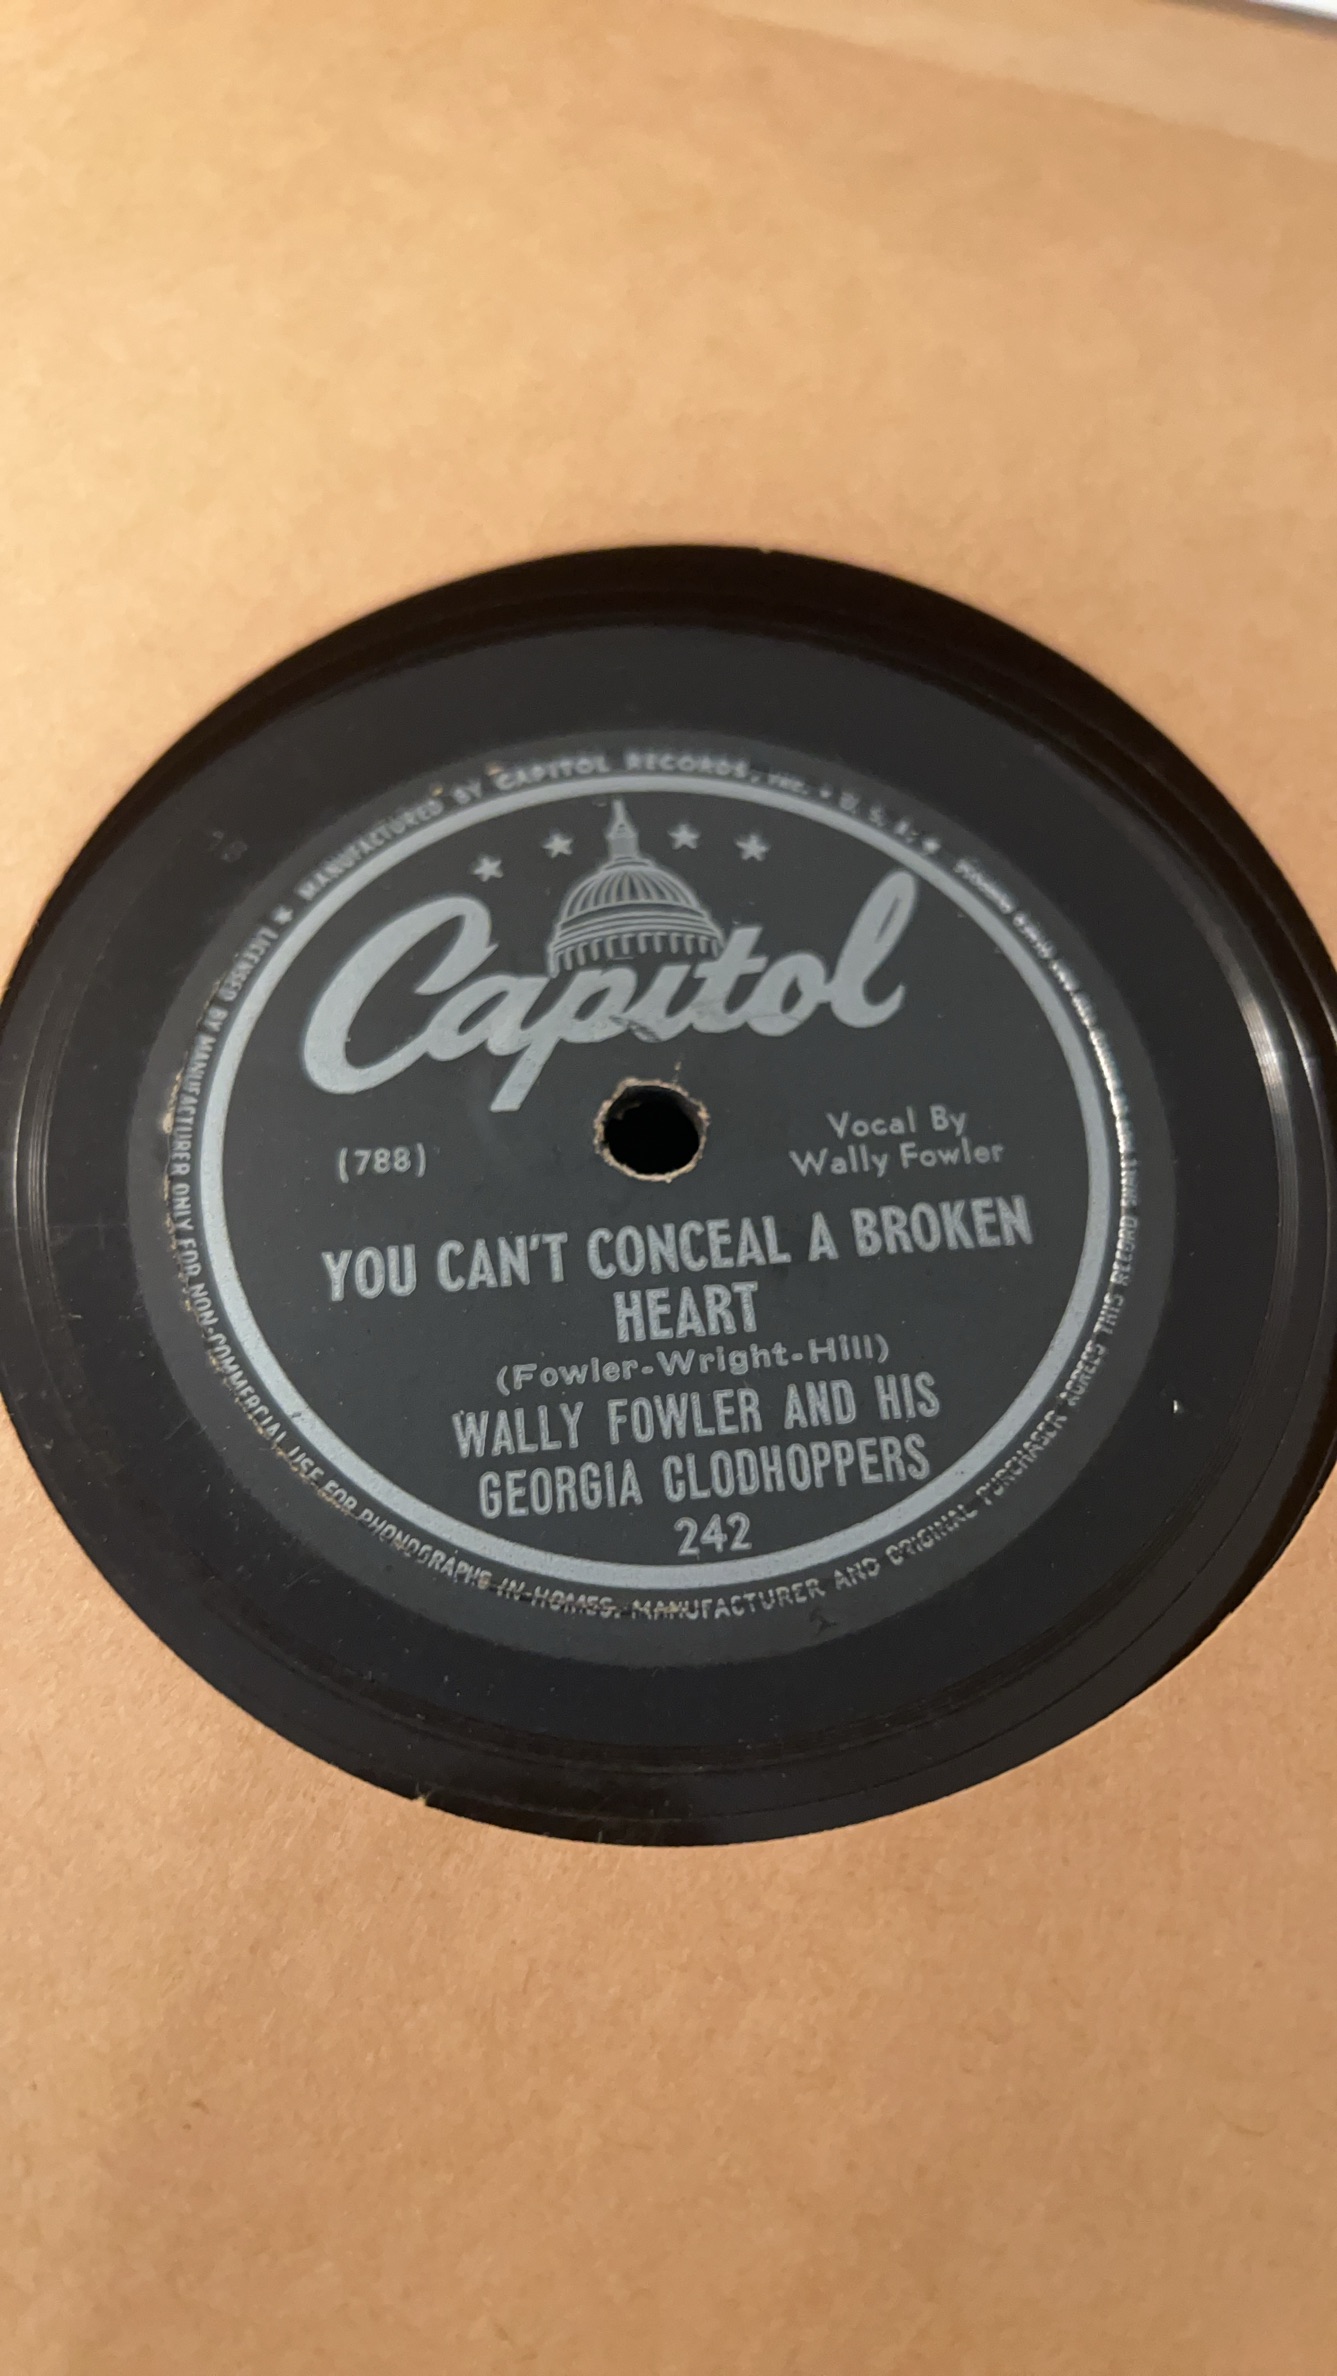 MANUFACTURED BY CAPITOL RECORDS, INC. • U. S. A. ★
Capitol
(788)
Vocal By
Wally Fowler
YOU CAN'T CONCEAL A BROKEN
HEART
(Fowler-Wright-Hill)
WALLY FOWLER AND HIS
GEORGIA CLODHOPPERS
242
LICENSED BY MANUFACTURER ONLY FOR NON-COMMERCIAL USE FOR PHONOGRAPHS IN HOMES. MANUFACTURER AND ORIGINAL PURCHASER AGREES THIS RECORD